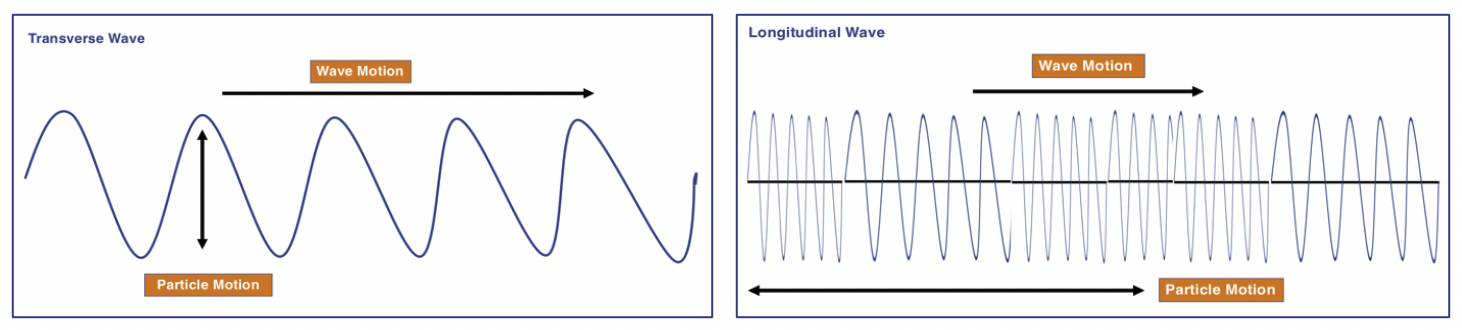 Transverse Wave
Wave Motion
Particle Motion
Longitudinal Wave
Wave Motion
Particle Motion